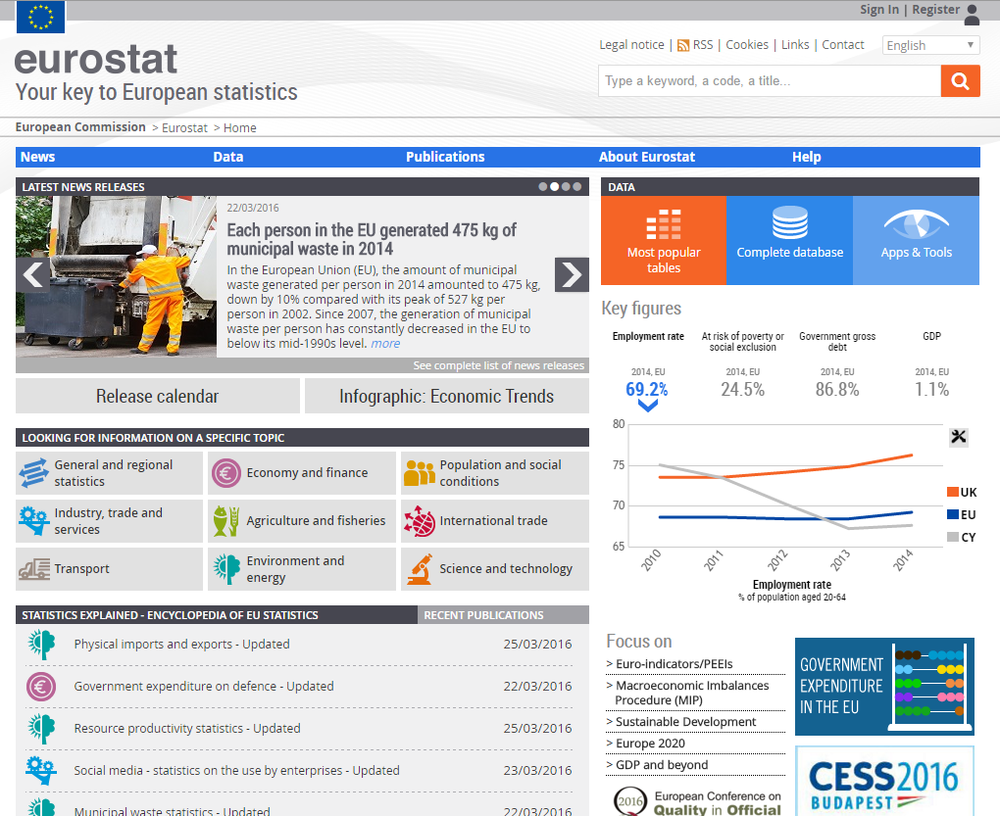 Sign In | Register
Legal notice | RSS | Cookies | Links | Contact
English
eurostat
Your key to European statistics
Type a keyword, a code, a title...
European Commission > Eurostat > Home
News Data Publications About Eurostat Help
LATEST NEWS RELEASES
22/03/2016
Each person in the EU generated 475 kg of
municipal waste in 2014
In the European Union (EU), the amount of municipal
waste generated per person in 2014 amounted to 475 kg,
down by 10% compared with its peak of 527 kg per
person in 2002. Since 2007, the generation of municipal
waste per person has constantly decreased in the EU to
below its mid-1990s level. more
See complete list of news releases
Release calendar
Infographic: Economic Trends
LOOKING FOR INFORMATION ON A SPECIFIC TOPIC
General and regional
statistics
Economy and finance
Population and social
conditions
Industry, trade and
services
Agriculture and fisheries
International trade
Transport
Environment and
energy
Science and technology
STATISTICS EXPLAINED - ENCYCLOPEDIA OF EU STATISTICS
RECENT PUBLICATIONS
Physical imports and exports - Updated 25/03/2016
Government expenditure on defence - Updated 22/03/2016
Resource productivity statistics - Updated 25/03/2016
Social media - statistics on the use by enterprises - Updated 23/03/2016
Municipal waste statistics - Updated 22/03/2016
DATA
Most popular
tables
Complete database
Apps & Tools
Key figures
Employment rate
2014, EU
69.2%
At risk of poverty or
social exclusion
2014, EU
24.5%
Government gross
debt
2014, EU
86.8%
GDP
2014, EU
1.1%
80
75
70
65
2010 2011 2012 2013 2014
UK
EU
CY
Employment rate
% of population aged 20-64
Focus on
> Euro-indicators/PEEIs
> Macroeconomic Imbalances
Procedure (MIP)
> Sustainable Development
> Europe 2020
> GDP and beyond
2016
European Conference on
Quality in Official
GOVERNMENT
EXPENDITURE
IN THE EU
CESS2016
BUDAPEST